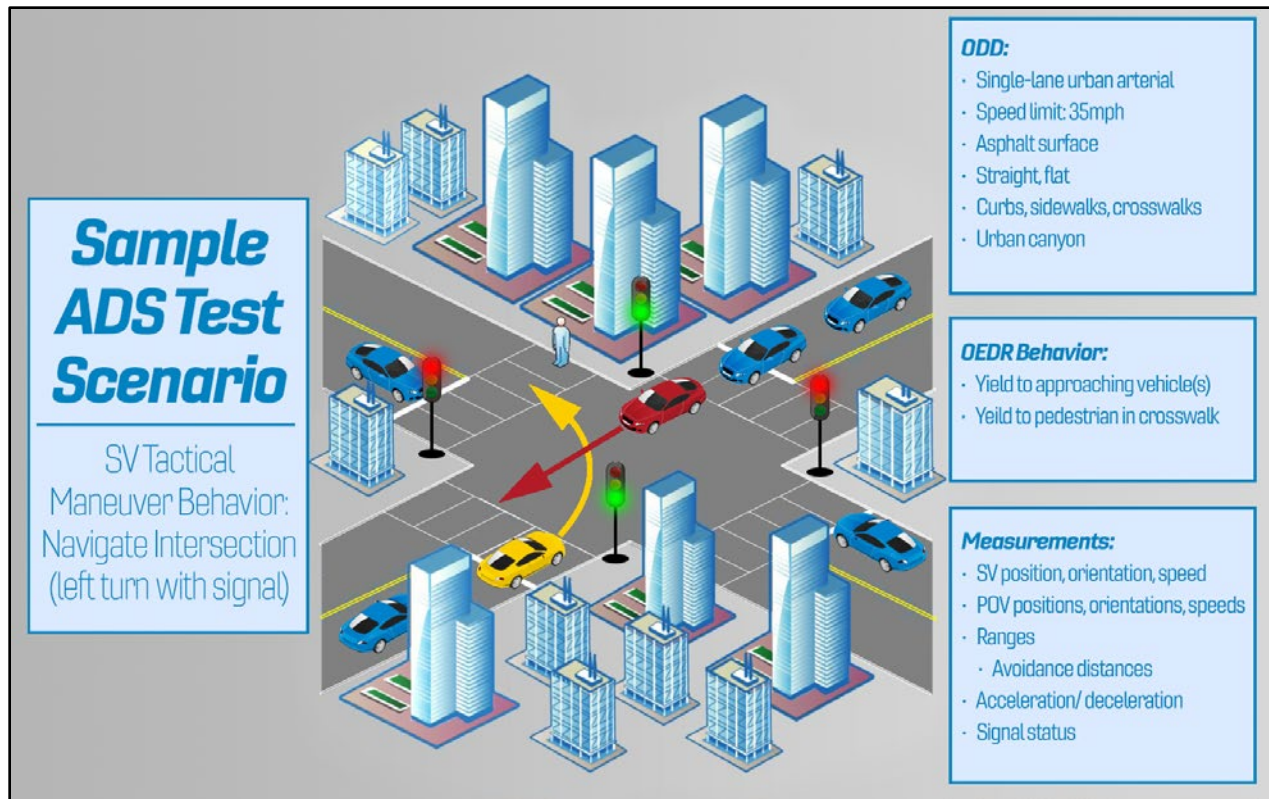 Sample
ADS Test
Scenario
SV Tactical
Maneuver Behavior:
Navigate Intersection
(left turn with signal)
ODD:
· Single-lane urban arterial
· Speed limit: 35mph
· Asphalt surface
· Straight, flat
· Curbs, sidewalks, crosswalks
· Urban canyon
OEDR Behavior:
· Yield to approaching vehicle(s)
· Yeild to pedestrian in crosswalk
Measurements:
· SV position, orientation, speed
· POV positions, orientations, speeds
· Ranges
· Avoidance distances
· Acceleration/ deceleration
· Signal status